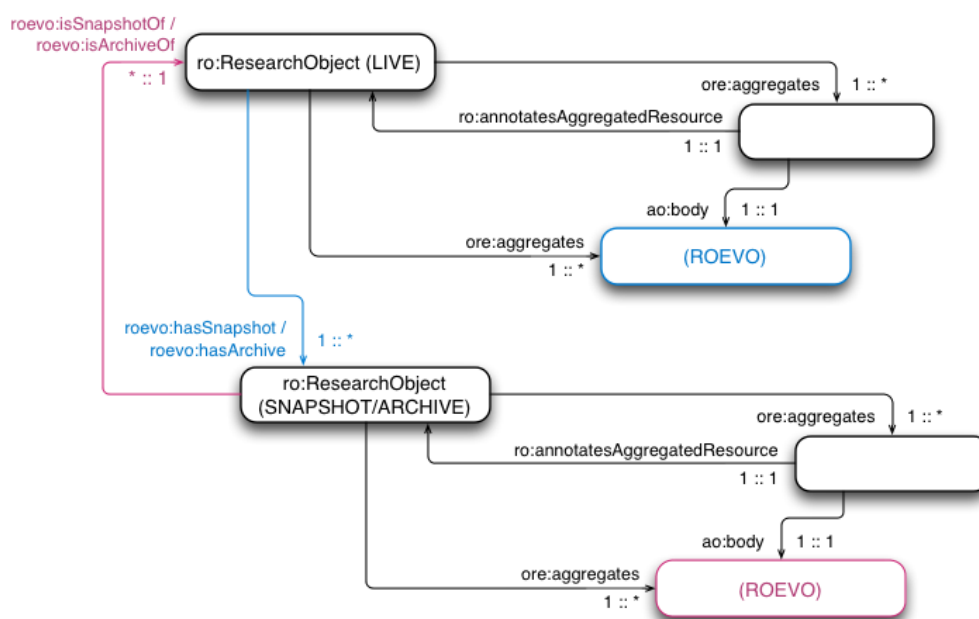 roevo:isSnapshotOf /
roevo:isArchiveOf
* :: 1
ro:ResearchObject (LIVE)
ore:aggregates
1 :: *
ro:annotatesAggregatedResource
1 :: 1
ao:body
1 :: 1
ore:aggregates
1 :: *
(ROEVO)
roevo:hasSnapshot /
roevo:hasArchive
1 :: *
ro:ResearchObject
(SNAPSHOT/ARCHIVE)
ore:aggregates
1 :: *
ro:annotatesAggregatedResource
1 :: 1
ao:body
1 :: 1
ore:aggregates
1 :: *
(ROEVO)